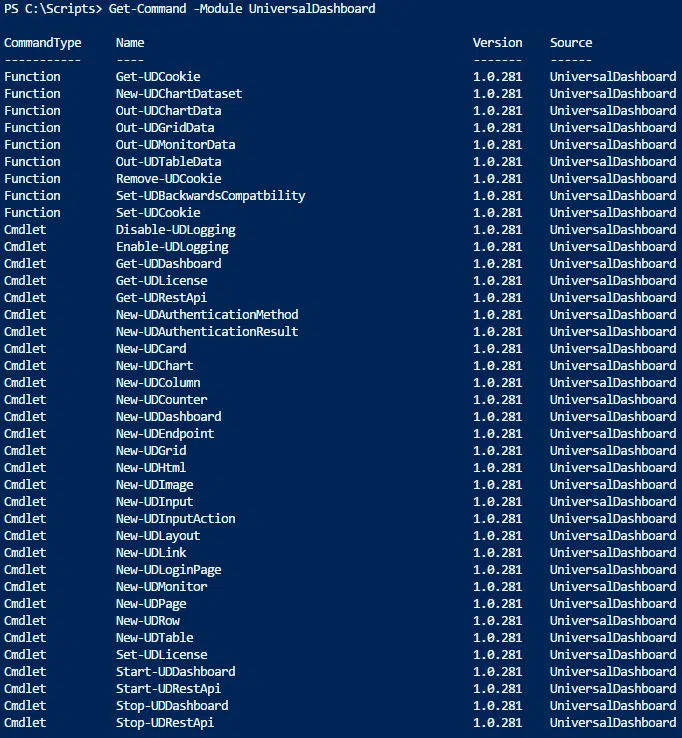 PS C:\Scripts> Get-Command -Module UniversalDashboard
CommandType Name Version Source
----------- ---- ------- ------
Function Get-UDCookie 1.0.281 UniversalDashboard
Function New-UDChartDataset 1.0.281 UniversalDashboard
Function Out-UDChartData 1.0.281 UniversalDashboard
Function Out-UDGridData 1.0.281 UniversalDashboard
Function Out-UDMonitorData 1.0.281 UniversalDashboard
Function Out-UDTableData 1.0.281 UniversalDashboard
Function Remove-UDCookie 1.0.281 UniversalDashboard
Function Set-UDBackwardsCompatbility 1.0.281 UniversalDashboard
Function Set-UDCookie 1.0.281 UniversalDashboard
Cmdlet Disable-UDLogging 1.0.281 UniversalDashboard
Cmdlet Enable-UDLogging 1.0.281 UniversalDashboard
Cmdlet Get-UDDashboard 1.0.281 UniversalDashboard
Cmdlet Get-UDLicense 1.0.281 UniversalDashboard
Cmdlet Get-UDRestApi 1.0.281 UniversalDashboard
Cmdlet New-UDAuthenticationMethod 1.0.281 UniversalDashboard
Cmdlet New-UDAuthenticationResult 1.0.281 UniversalDashboard
Cmdlet New-UDCard 1.0.281 UniversalDashboard
Cmdlet New-UDChart 1.0.281 UniversalDashboard
Cmdlet New-UDColumn 1.0.281 UniversalDashboard
Cmdlet New-UDCounter 1.0.281 UniversalDashboard
Cmdlet New-UDDashboard 1.0.281 UniversalDashboard
Cmdlet New-UDEndpoint 1.0.281 UniversalDashboard
Cmdlet New-UDGrid 1.0.281 UniversalDashboard
Cmdlet New-UDHtml 1.0.281 UniversalDashboard
Cmdlet New-UDImage 1.0.281 UniversalDashboard
Cmdlet New-UDInput 1.0.281 UniversalDashboard
Cmdlet New-UDInputAction 1.0.281 UniversalDashboard
Cmdlet New-UDLayout 1.0.281 UniversalDashboard
Cmdlet New-UDLink 1.0.281 UniversalDashboard
Cmdlet New-UDLoginPage 1.0.281 UniversalDashboard
Cmdlet New-UDMonitor 1.0.281 UniversalDashboard
Cmdlet New-UDPage 1.0.281 UniversalDashboard
Cmdlet New-UDRow 1.0.281 UniversalDashboard
Cmdlet New-UDTable 1.0.281 UniversalDashboard
Cmdlet Set-UDLicense 1.0.281 UniversalDashboard
Cmdlet Start-UDDashboard 1.0.281 UniversalDashboard
Cmdlet Start-UDRestApi 1.0.281 UniversalDashboard
Cmdlet Stop-UDDashboard 1.0.281 UniversalDashboard
Cmdlet Stop-UDRestApi 1.0.281 UniversalDashboard